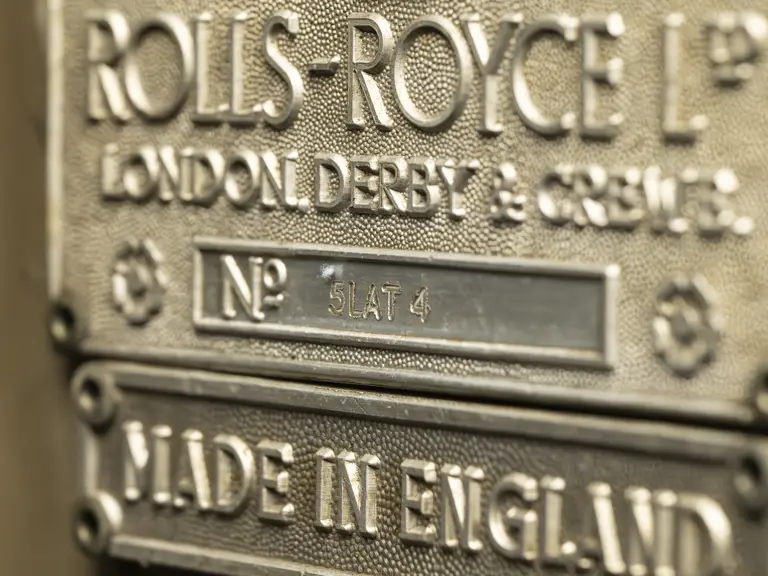 ROLLS-ROYCE LTD
LONDON, DERBY & CREWE.
Nº 5LAT 4
MADE IN ENGLAND